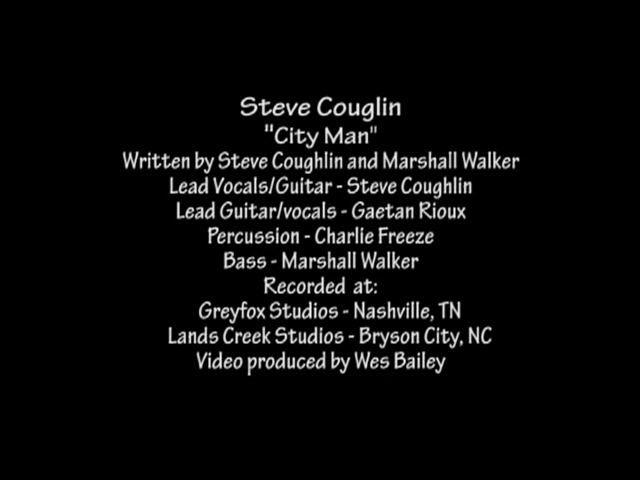 Steve Couglin
"City Man"
Written by Steve Coughlin and Marshall Walker
Lead Vocals/Guitar - Steve Coughlin
Lead Guitar/vocals - Gaetan Rioux
Percussion - Charlie Freeze
Bass - Marshall Walker
Recorded at:
Greyfox Studios - Nashville, TN
Lands Creek Studios - Bryson City, NC
Video produced by Wes Bailey